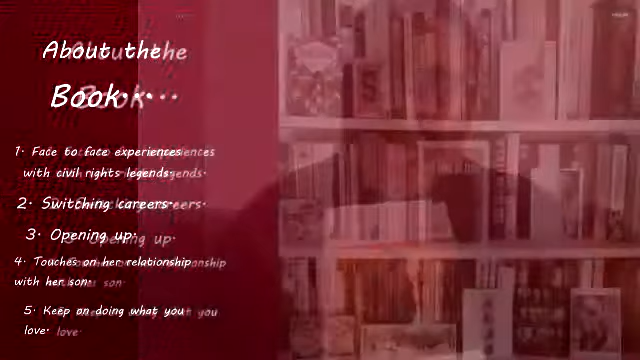 About the
Book...
1. Face to face experiences
with civil rights legends.
2. Switching careers.
3. Opening up.
4. Touches on her relationship
with her son.
5. Keep on doing what you
love.